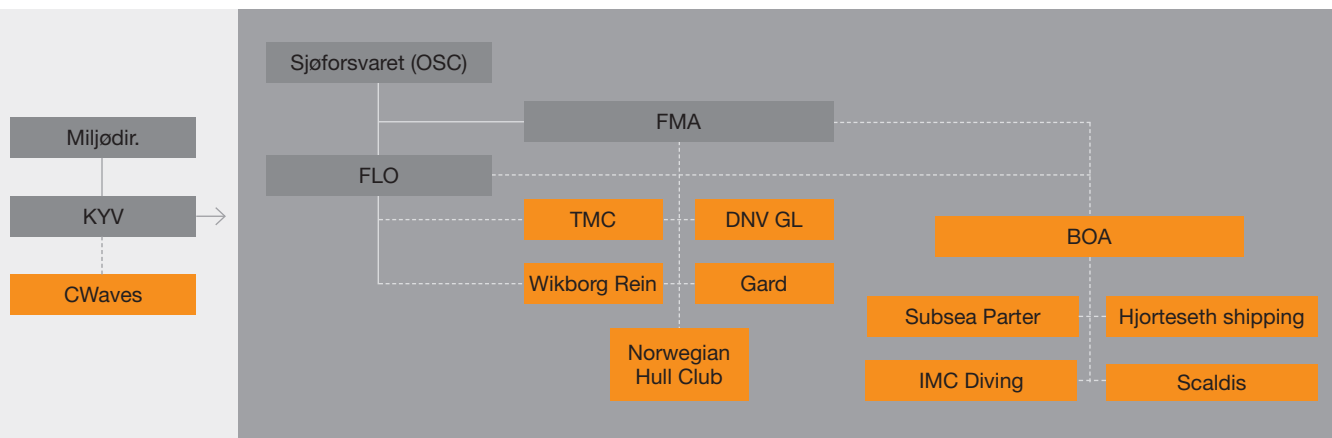 Miljødir.
KYV
CWaves
Sjøforsvaret (OSC)
FMA
FLO
TMC
DNV GL
Wikborg Rein
Gard
Norwegian
Hull Club
BOA
Subsea Parter
Hjorteseth shipping
IMC Diving
Scaldis